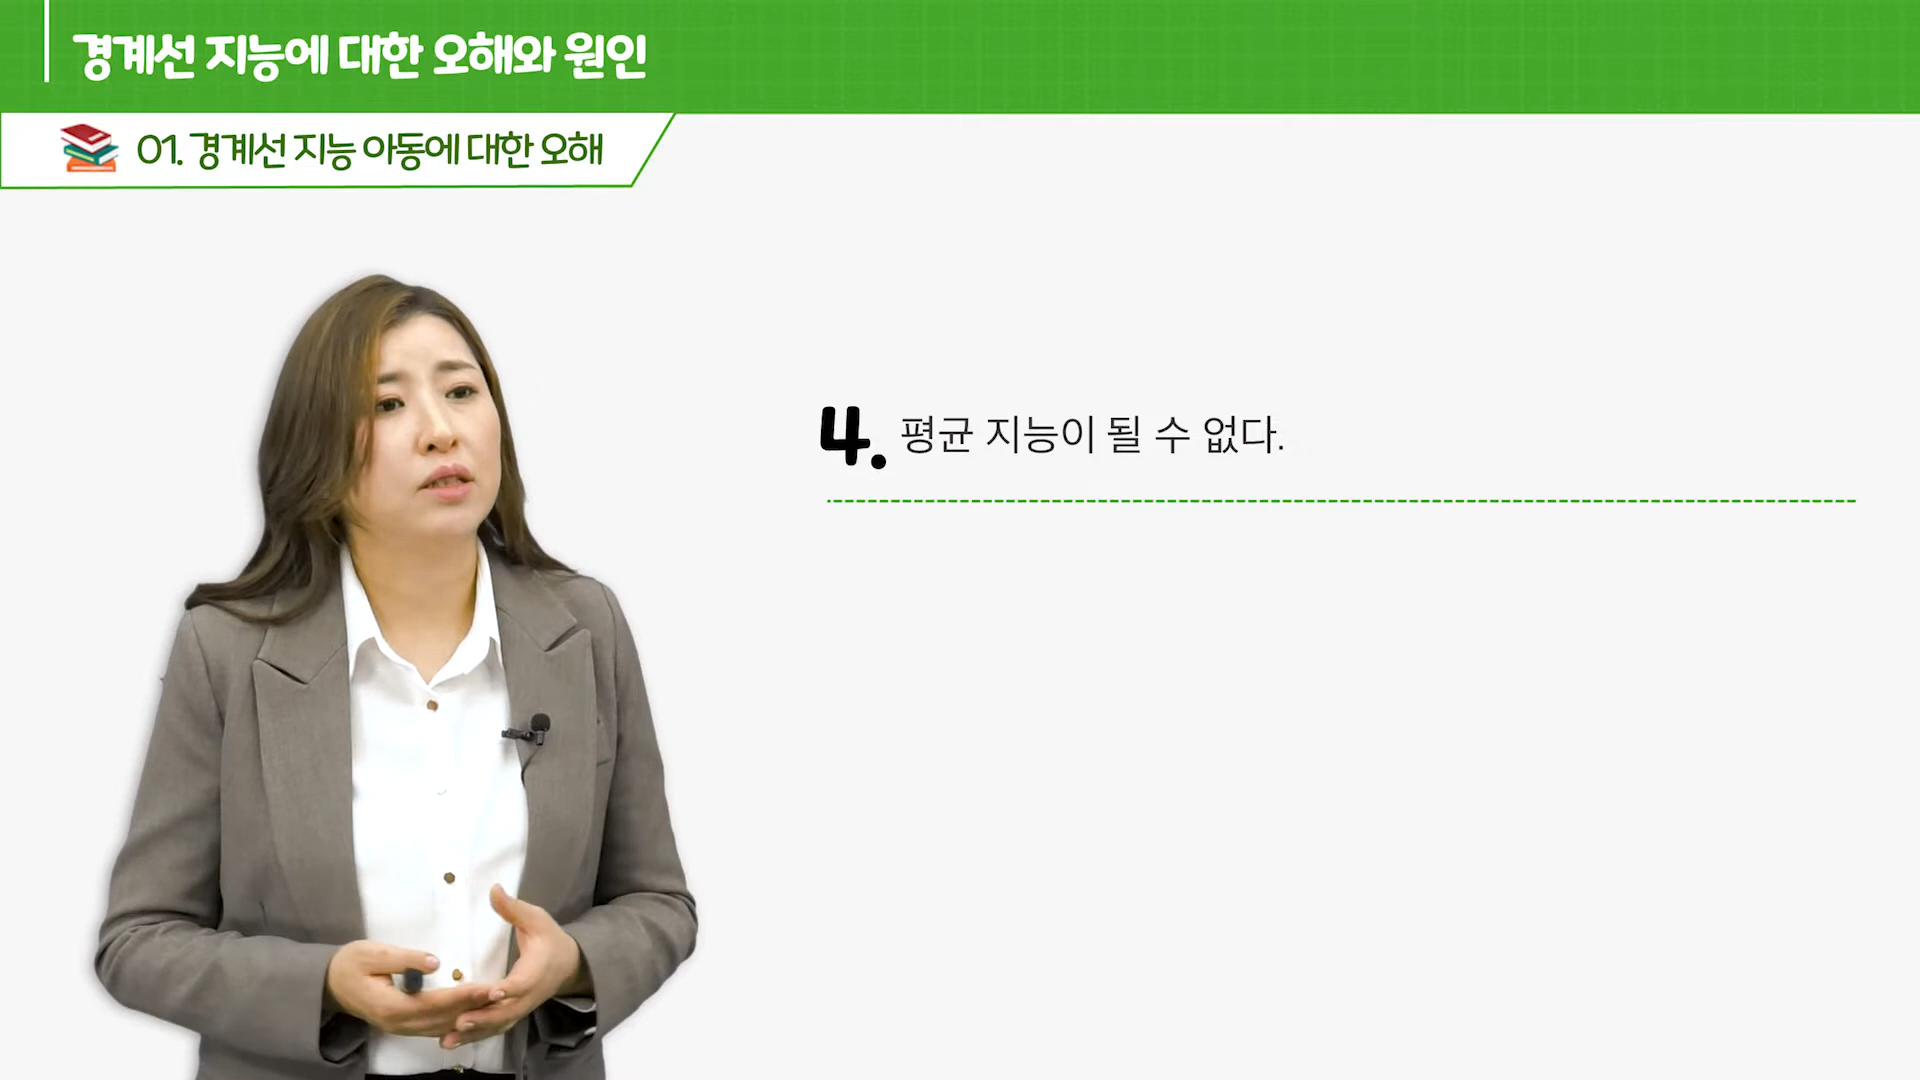 경계선 지능에 대한 오해와 원인
01. 경계선 지능 아동에 대한 오해
4. 평균 지능이 될 수 없다.